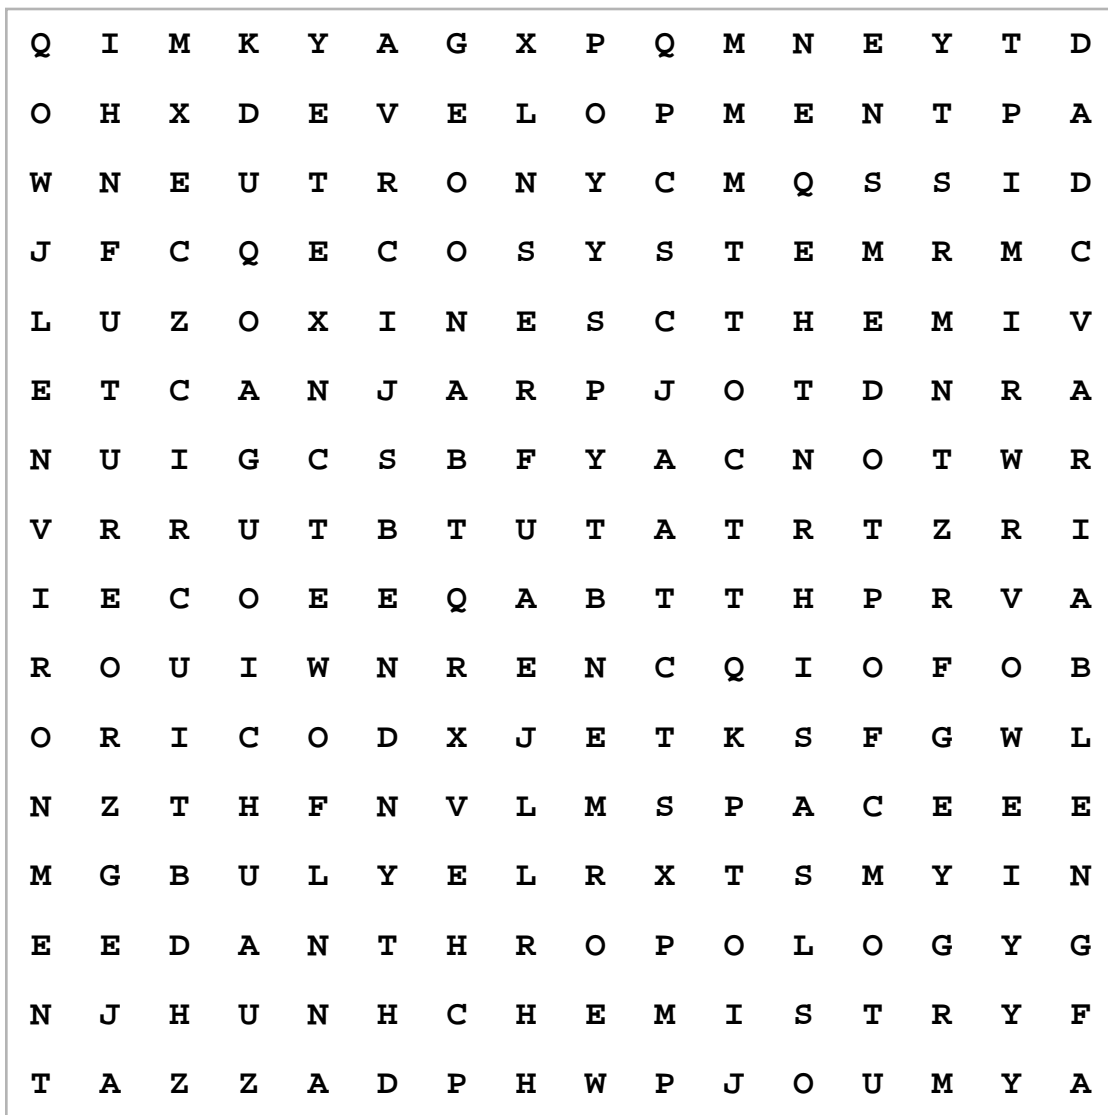 Q I M K Y A G X P Q M N E Y T D
O H X D E V E L O P M E N T P A
W N E U T R O N Y C M Q S S I D
J F C Q E C O S Y S T E M R M C
L U Z O X I N E S C T H E M I V
E T C A N J A R P J O T D N R A
N U I G C S B F Y A C N O T W R
V R R U T B T U T A T R T Z R I
I E C O E E Q A B T T H P R V A
R O U I W N R E N C Q I O F O B
O R I C O D X J E T K S F G W L
N Z T H F N V L M S P A C E E E
M G B U L Y E L R X T S M Y I N
E E D A N T H R O P O L O G Y G
N J H U N H C H E M I S T R Y F
T A Z Z A D P H W P J O U M Y A